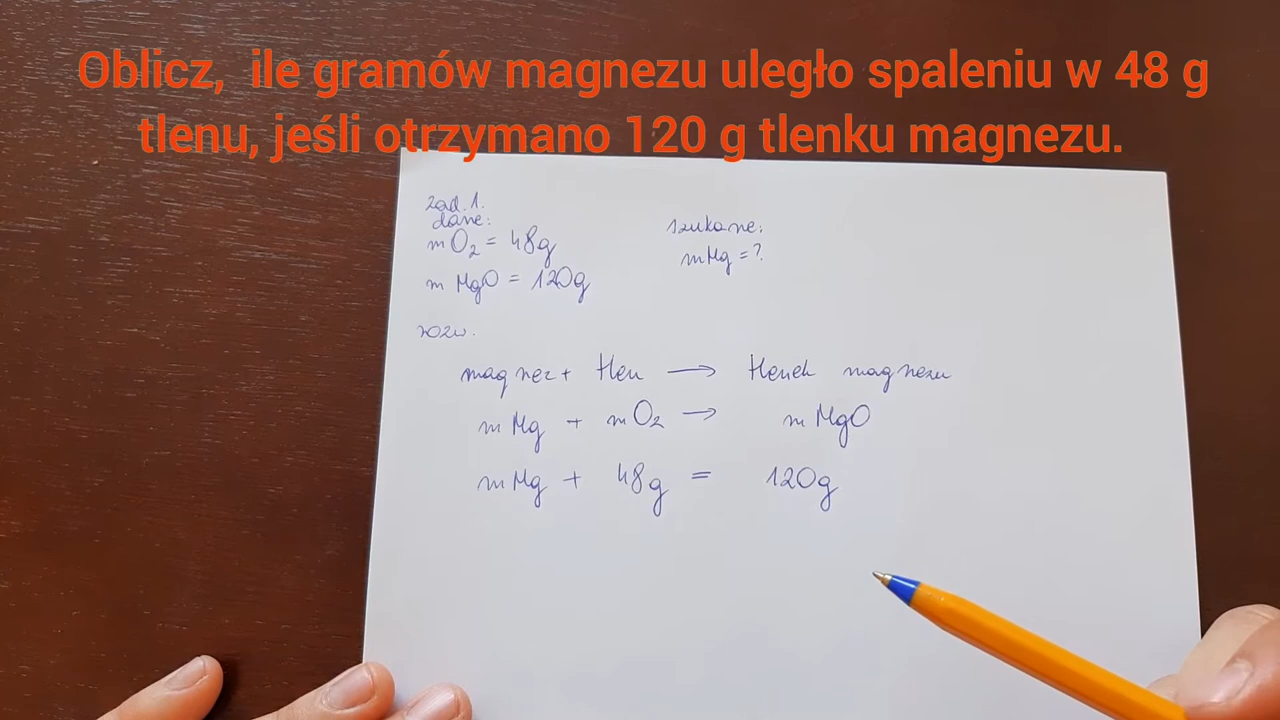 Oblicz, ile gramów magnezu uległo spaleniu w 48 g
tlenu, jeśli otrzymano 120 g tlenku magnezu.
zad. 1.
dane:
mO₂ = 48g
m MgO = 120g
szukane:
mMg = ?
rozw.
magnez + tlen → tlenek magnezu
mMg + mO₂ → mMgO
mMg + 48g = 120g